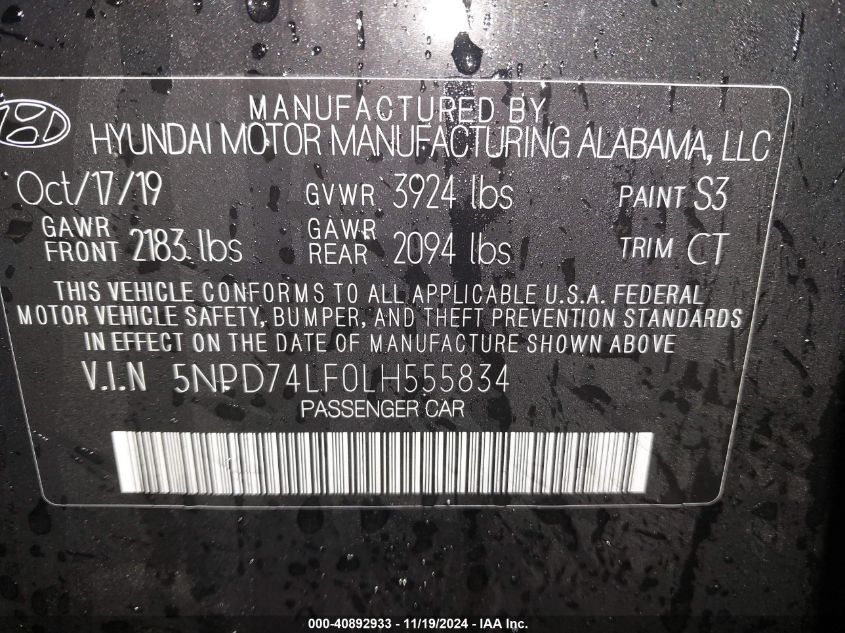 MANUFACTURED BY
HYUNDAI MOTOR MANUFACTURING ALABAMA, LLC
Oct/17/19 GVWR 3924 lbs PAINT S3
GAWR FRONT 2183 lbs GAWR REAR 2094 lbs TRIM CT
THIS VEHICLE CONFORMS TO ALL APPLICABLE U.S.A. FEDERAL
MOTOR VEHICLE SAFETY, BUMPER, AND THEFT PREVENTION STANDARDS
IN EFFECT ON THE DATE OF MANUFACTURE SHOWN ABOVE
V.I.N 5NPD74LF0LH555834
PASSENGER CAR
000-40892933 - 11/19/2024 - IAA Inc.